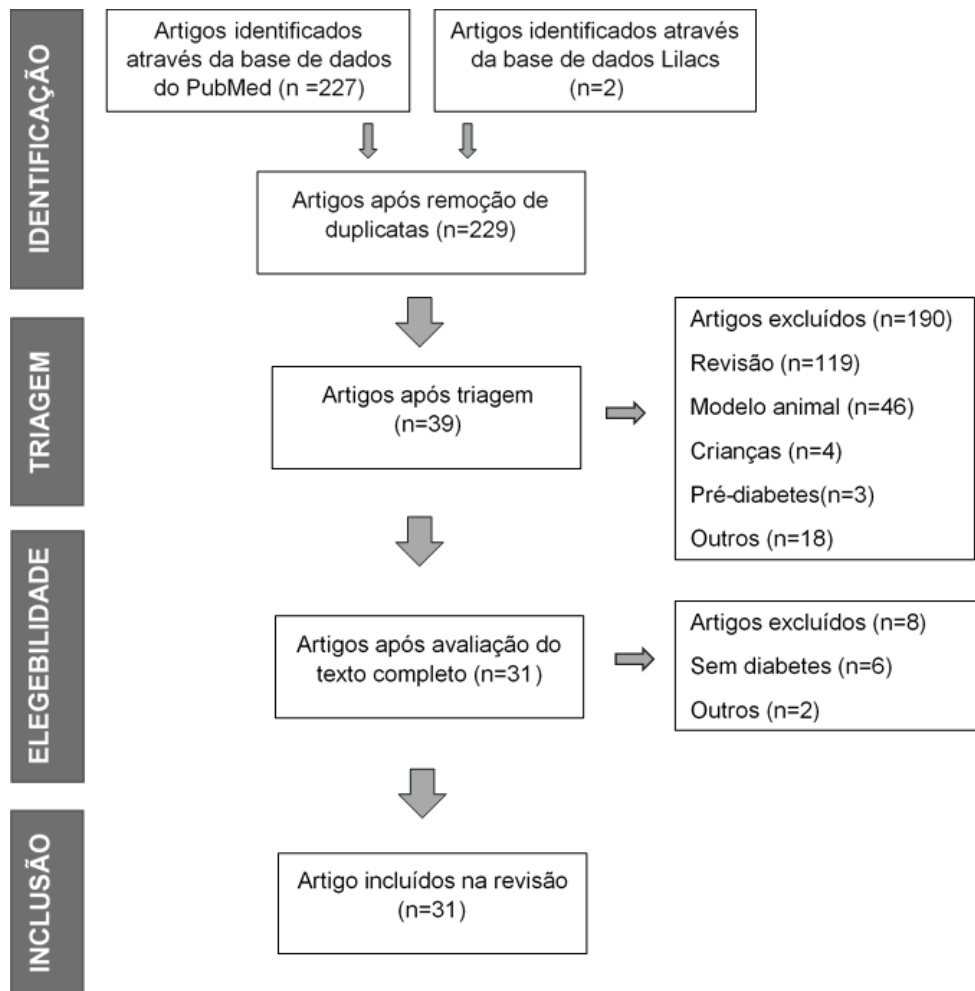 IDENTIFICAÇÃO
Artigos identificados
através da base de dados
do PubMed (n =227)
Artigos identificados através
da base de dados Lilacs
(n=2)
Artigos após remoção de
duplicatas (n=229)
TRIAGEM
Artigos após triagem
(n=39)
Artigos excluídos (n=190)
Revisão (n=119)
Modelo animal (n=46)
Crianças (n=4)
Pré-diabetes(n=3)
Outros (n=18)
ELEGEBILIDADE
Artigos após avaliação do
texto completo (n=31)
Artigos excluídos (n=8)
Sem diabetes (n=6)
Outros (n=2)
INCLUSÃO
Artigo incluídos na revisão
(n=31)